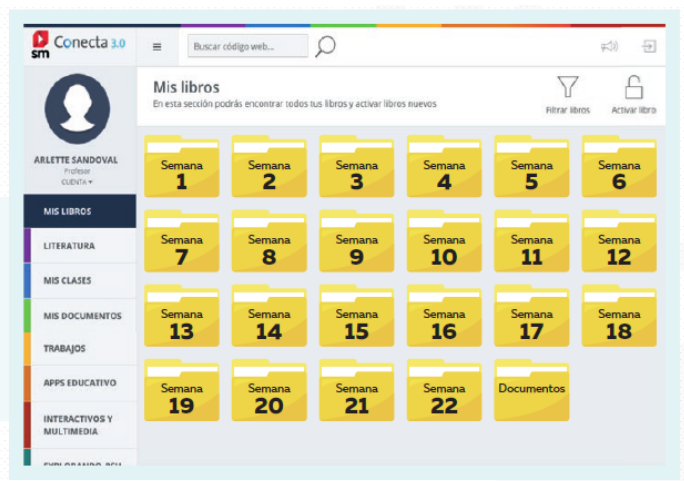 sm Conecta 3.0
Buscar código web...
Mis libros
En esta sección podrás encontrar todos tus libros y activar libros nuevos
Filtrar libros
Activar libro
ARLETTE SANDOVAL
Profesor
CUENTA
MIS LIBROS
LITERATURA
MIS CLASES
MIS DOCUMENTOS
TRABAJOS
APPS EDUCATIVO
INTERACTIVOS Y
MULTIMEDIA
Semana
1
Semana
2
Semana
3
Semana
4
Semana
5
Semana
6
Semana
7
Semana
8
Semana
9
Semana
10
Semana
11
Semana
12
Semana
13
Semana
14
Semana
15
Semana
16
Semana
17
Semana
18
Semana
19
Semana
20
Semana
21
Semana
22
Documentos